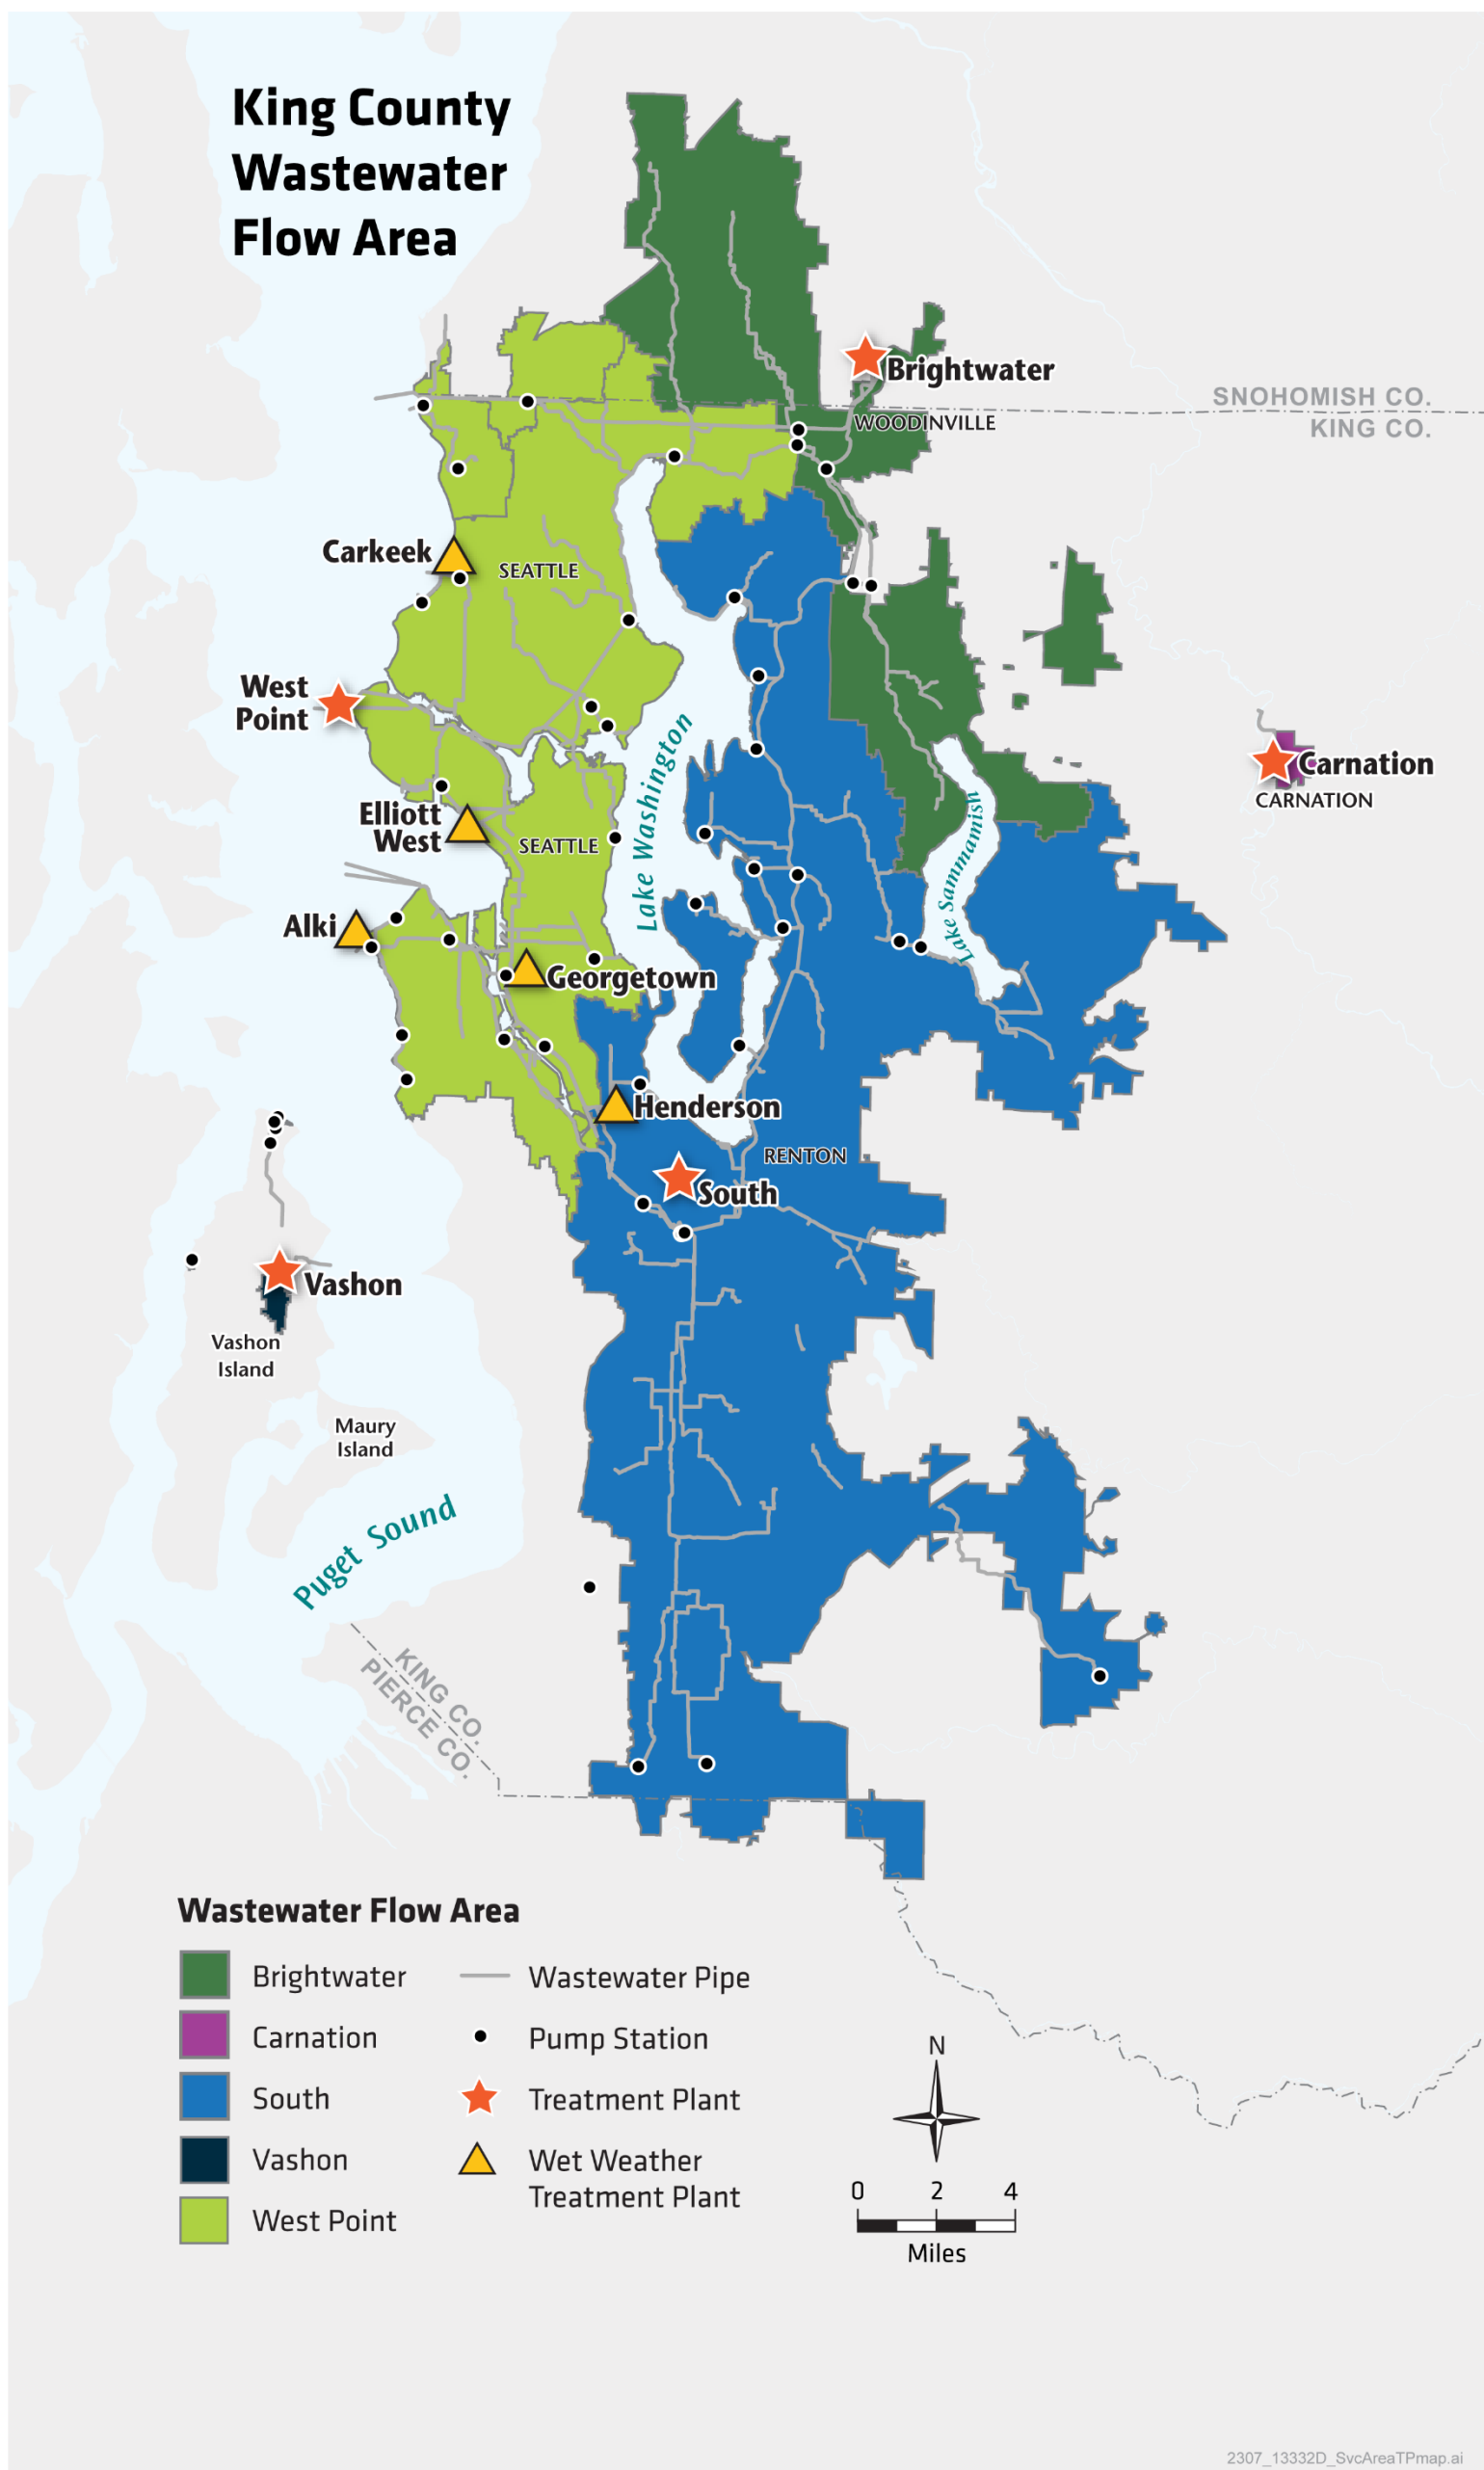 King County
Wastewater
Flow Area
Brightwater
SNOHOMISH CO.
KING CO.
WOODINVILLE
Carkeek
SEATTLE
West
Point
Lake Washington
Carnation
CARNATION
Elliott
West
SEATTLE
Lake Sammamish
Alki
Georgetown
Henderson
RENTON
South
Vashon
Vashon
Island
Maury
Island
Puget Sound
KING CO.
PIERCE CO.
Wastewater Flow Area
Brightwater
Carnation
South
Vashon
West Point
Wastewater Pipe
Pump Station
Treatment Plant
Wet Weather
Treatment Plant
N
0 2 4
Miles
2307_13332D_SvcAreaTPmap.ai